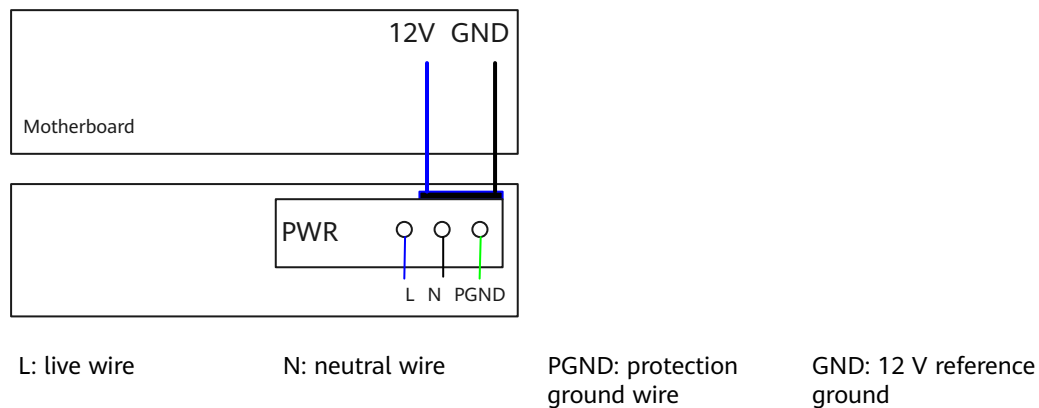 12V GND
Motherboard
PWR
L N PGND
L: live wire
N: neutral wire
PGND: protection
ground wire
GND: 12 V reference
ground